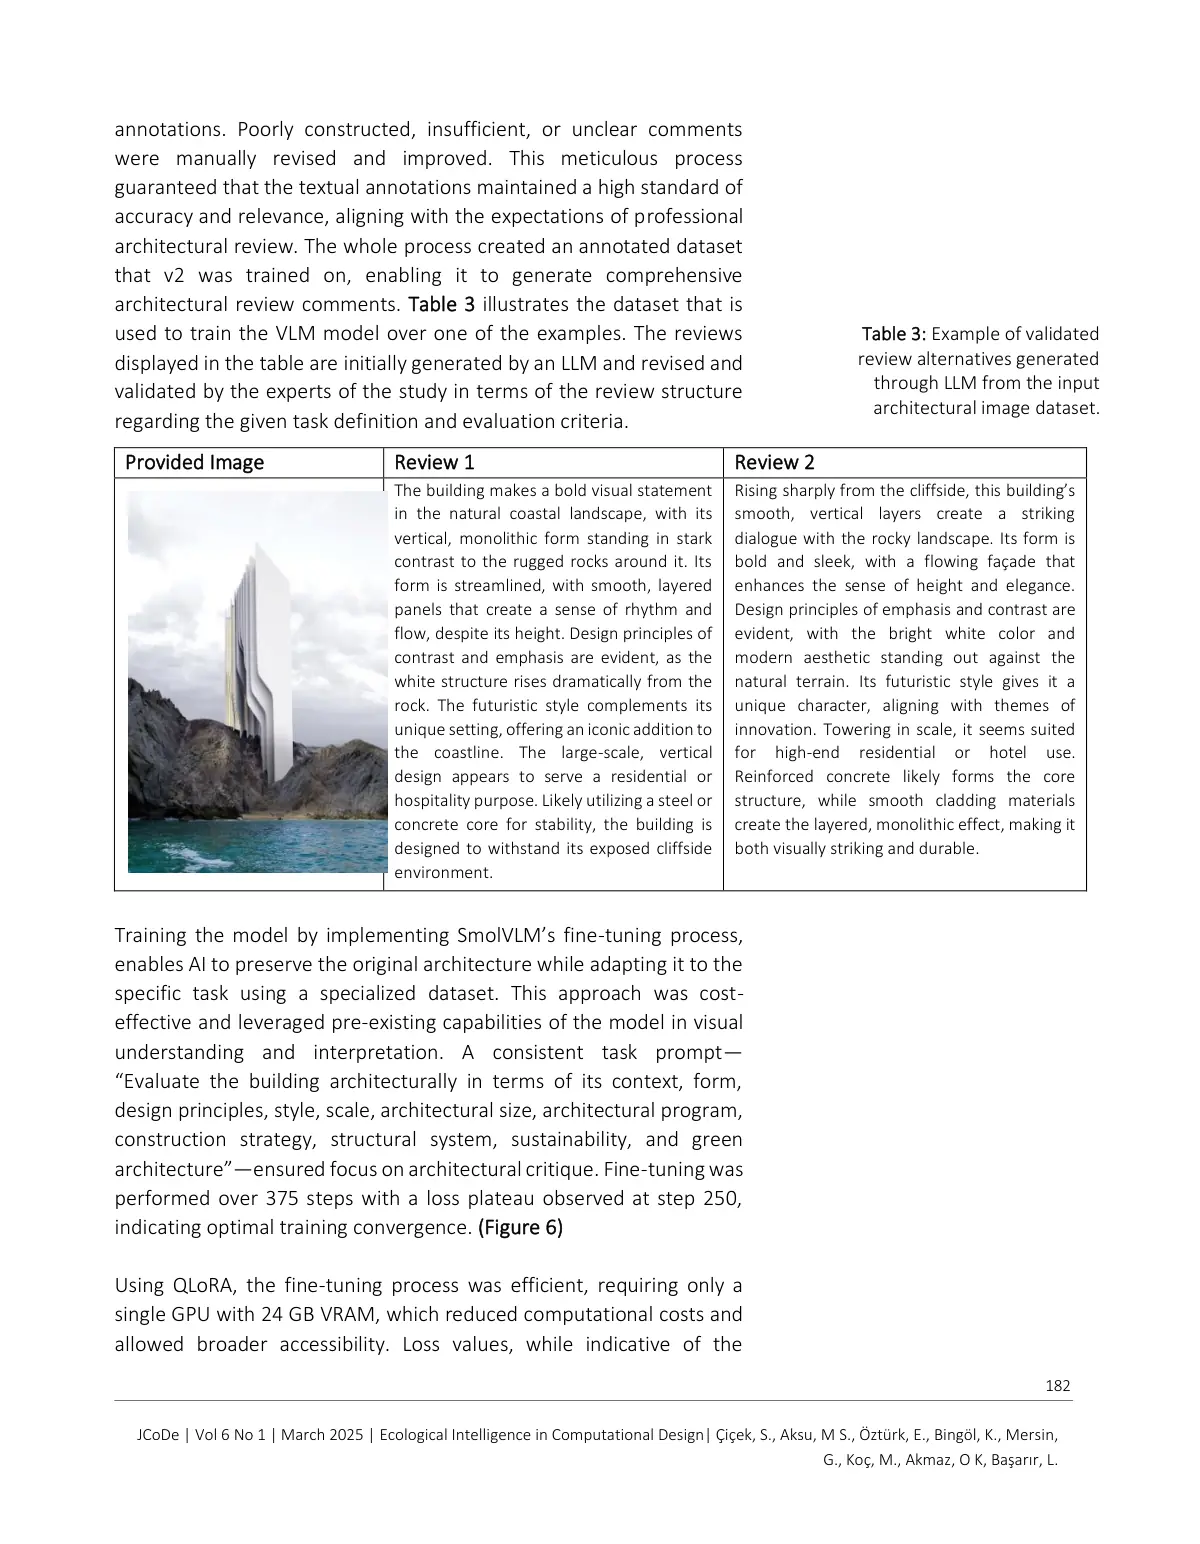 annotations. Poorly constructed, insufficient, or unclear comments
were manually revised and improved. This meticulous process
guaranteed that the textual annotations maintained a high standard of
accuracy and relevance, aligning with the expectations of professional
architectural review. The whole process created an annotated dataset
that v2 was trained on, enabling it to generate comprehensive
architectural review comments. Table 3 illustrates the dataset that is
used to train the VLM model over one of the examples. The reviews
displayed in the table are initially generated by an LLM and revised and
validated by the experts of the study in terms of the review structure
regarding the given task definition and evaluation criteria.
Table 3: Example of validated
review alternatives generated
through LLM from the input
architectural image dataset.
Provided Image
Review 1
Review 2
The building makes a bold visual statement
in the natural coastal landscape, with its
vertical, monolithic form standing in stark
contrast to the rugged rocks around it. Its
form is streamlined, with smooth, layered
panels that create a sense of rhythm and
flow, despite its height. Design principles of
contrast and emphasis are evident, as the
white structure rises dramatically from the
rock. The futuristic style complements its
unique setting, offering an iconic addition to
the coastline. The large-scale, vertical
design appears to serve a residential or
hospitality purpose. Likely utilizing a steel or
concrete core for stability, the building is
designed to withstand its exposed cliffside
environment.
Rising sharply from the cliffside, this building’s
smooth, vertical layers create a striking
dialogue with the rocky landscape. Its form is
bold and sleek, with a flowing façade that
enhances the sense of height and elegance.
Design principles of emphasis and contrast are
evident, with the bright white color and
modern aesthetic standing out against the
natural terrain. Its futuristic style gives it a
unique character, aligning with themes of
innovation. Towering in scale, it seems suited
for high-end residential or hotel use.
Reinforced concrete likely forms the core
structure, while smooth cladding materials
create the layered, monolithic effect, making it
both visually striking and durable.
Training the model by implementing SmolVLM’s fine-tuning process,
enables AI to preserve the original architecture while adapting it to the
specific task using a specialized dataset. This approach was cost-
effective and leveraged pre-existing capabilities of the model in visual
understanding and interpretation. A consistent task prompt—
“Evaluate the building architecturally in terms of its context, form,
design principles, style, scale, architectural size, architectural program,
construction strategy, structural system, sustainability, and green
architecture”—ensured focus on architectural critique. Fine-tuning was
performed over 375 steps with a loss plateau observed at step 250,
indicating optimal training convergence. (Figure 6)
Using QLoRA, the fine-tuning process was efficient, requiring only a
single GPU with 24 GB VRAM, which reduced computational costs and
allowed broader accessibility. Loss values, while indicative of the
182
JCoDe | Vol 6 No 1 | March 2025 | Ecological Intelligence in Computational Design| Çiçek, S., Aksu, M S., Öztürk, E., Bingöl, K., Mersin,
G., Koç, M., Akmaz, O K, Başarır, L.